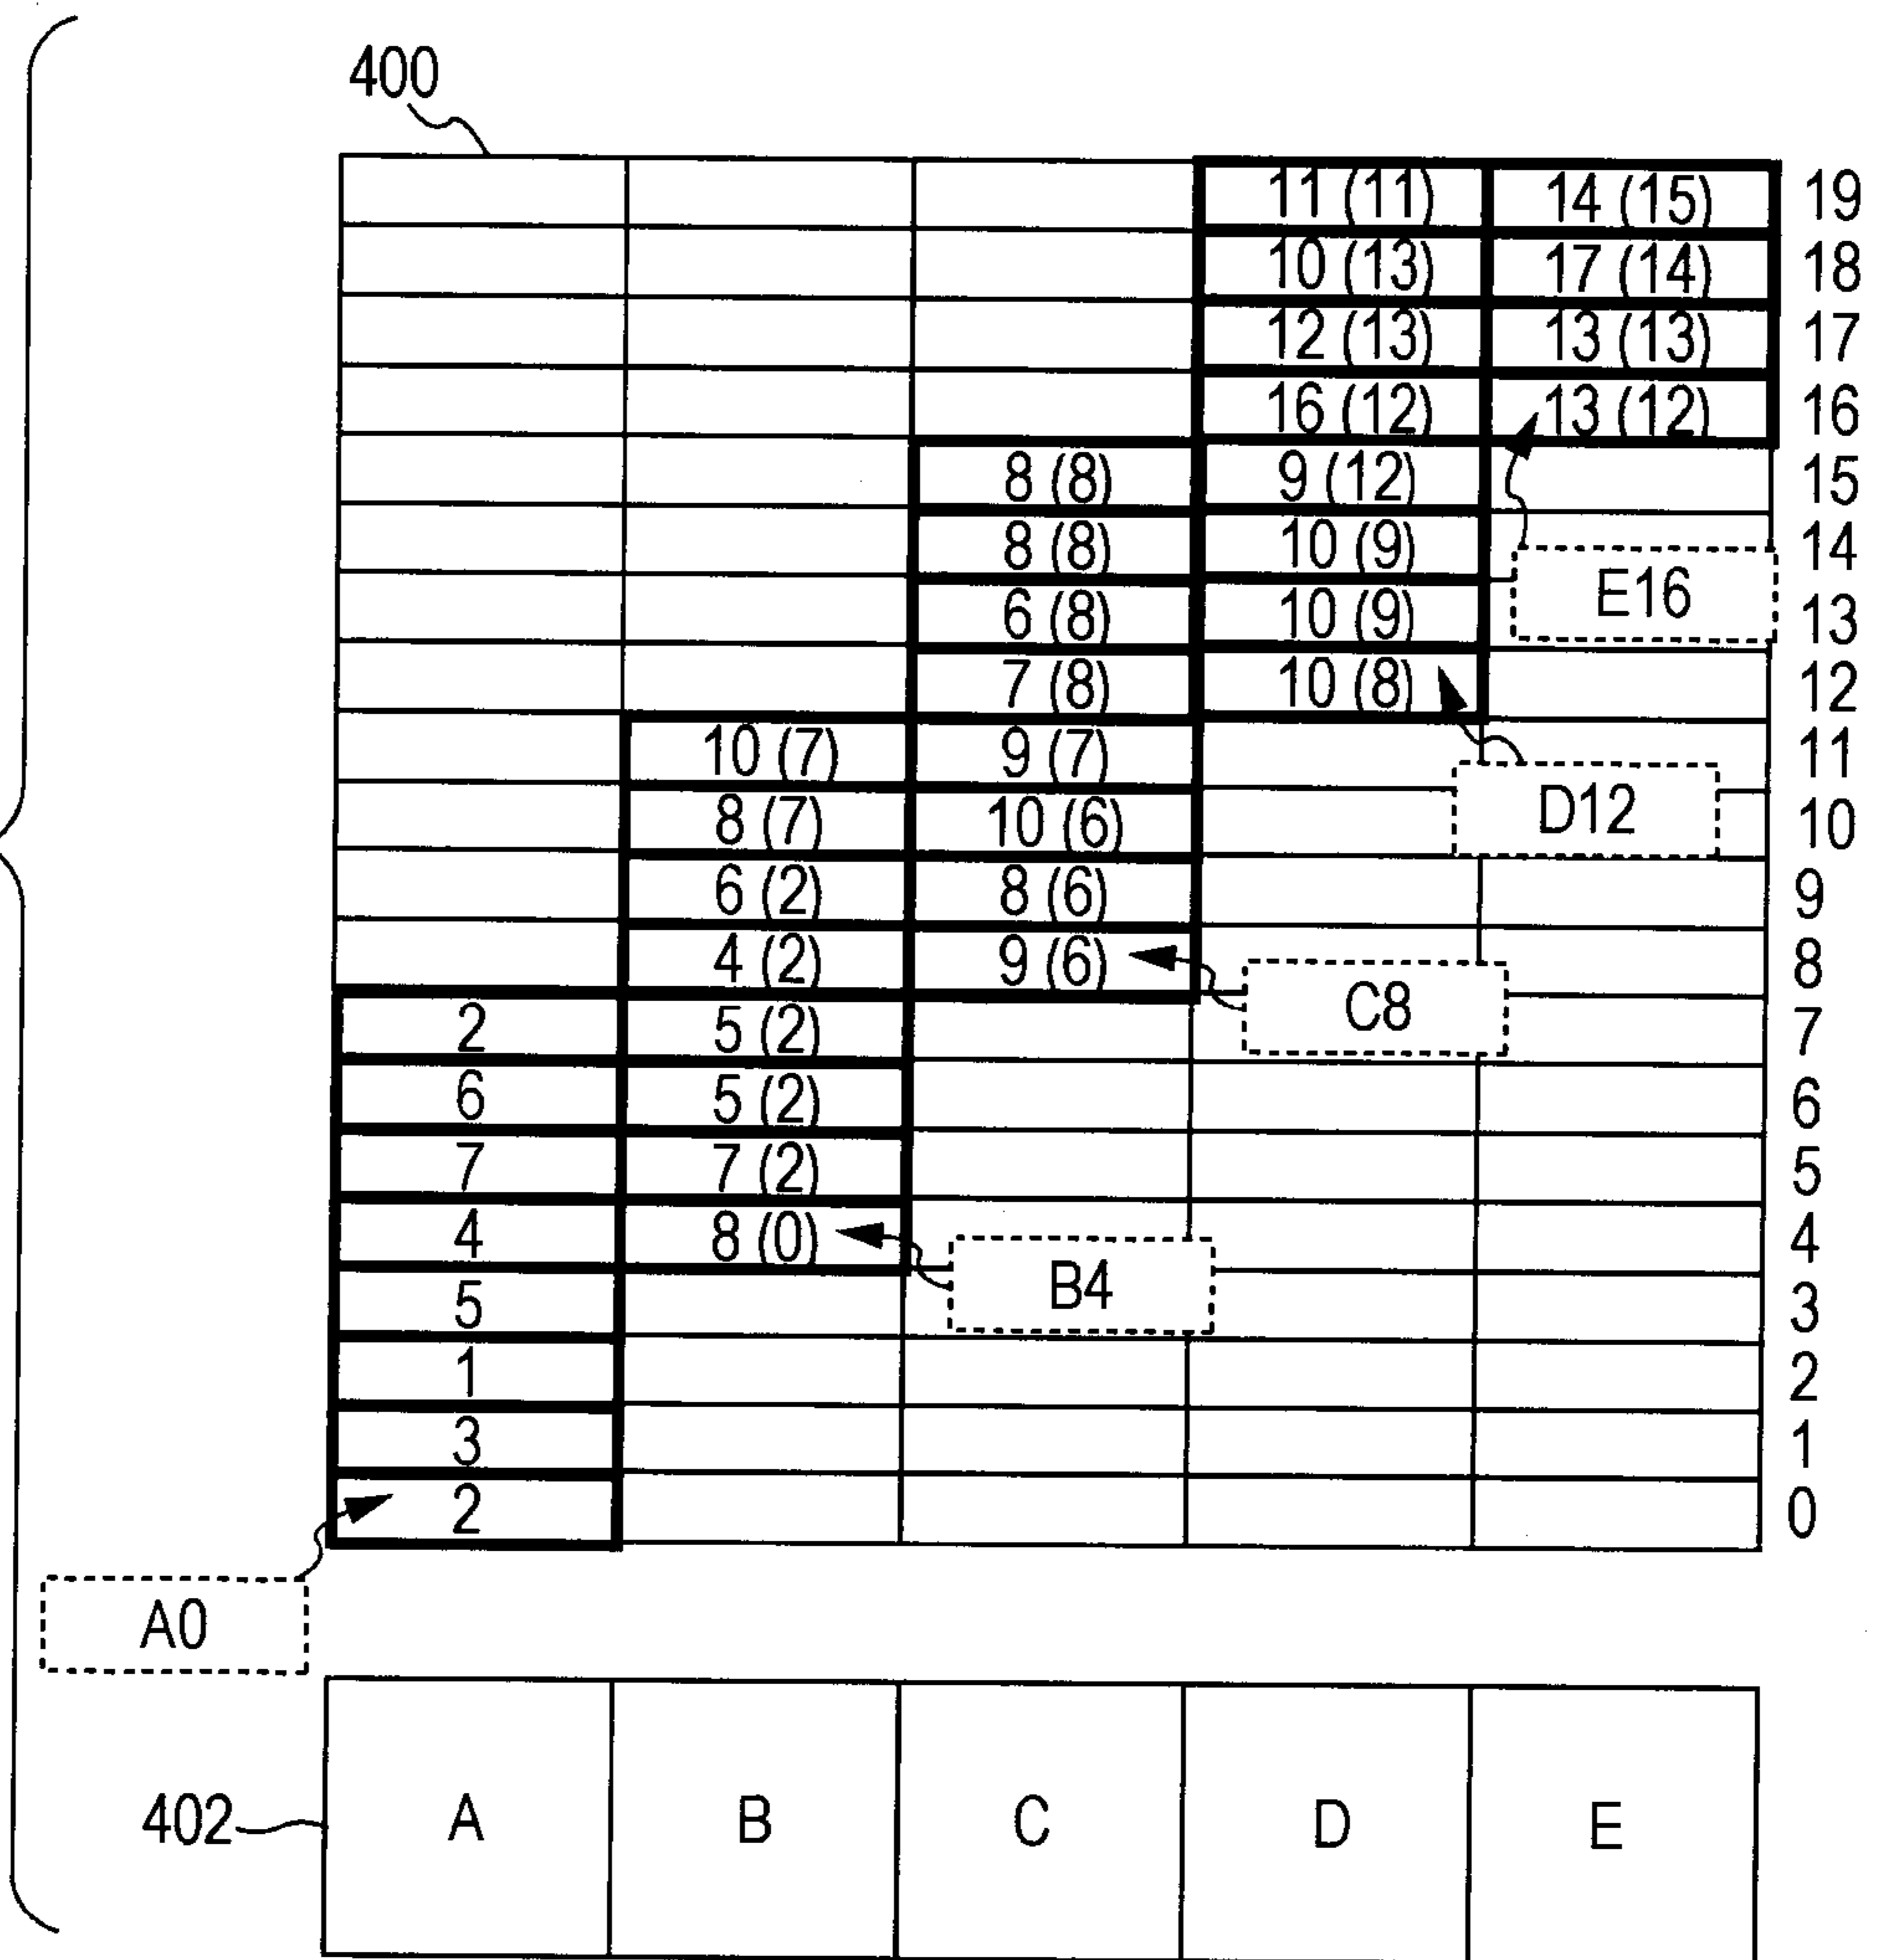 400
11 (11) 14 (15) 19
10 (13) 17 (14) 18
12 (13) 13 (13) 17
16 (12) 13 (12) 16
8 (8) 9 (12) 15
8 (8) 10 (9) 14
6 (8) 10 (9) E16 13
7 (8) 10 (8) 12
10 (7) 9 (7) 11
8 (7) 10 (6) D12 10
6 (2) 8 (6) 9
4 (2) 9 (6) 8
2 5 (2) C8 7
6 5 (2) 6
7 7 (2) 5
4 8 (0) 4
5 B4 3
1 2
3 1
2 0
A0
402 A B C D E